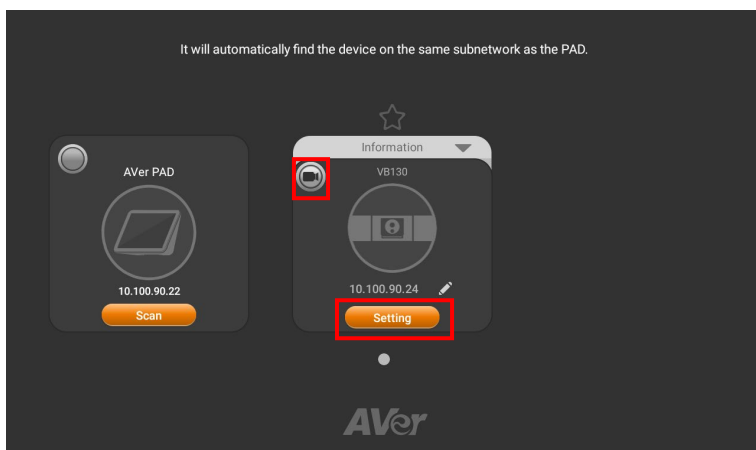 It will automatically find the device on the same subnetwork as the PAD.
AVer PAD
10.100.90.22
Scan
Information
VB130
10.100.90.24
Setting
AVer